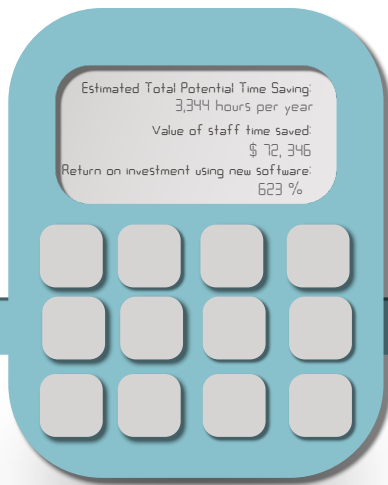 Estimated Total Potential Time Saving:
3,344 hours per year
Value of staff time saved:
$ 72, 346
Return on investment using new software:
623 %